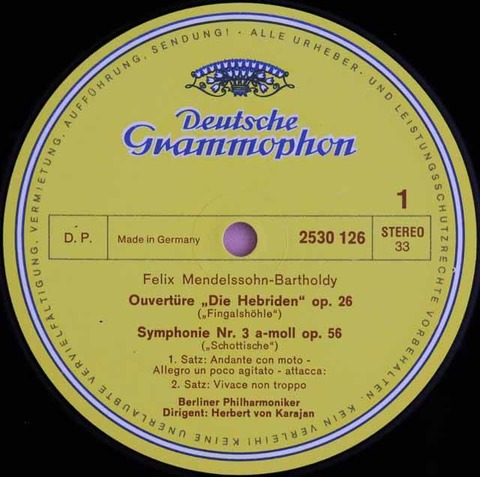 ALLE URHEBER- UND LEISTUNGSSCHUTZRECHTE VORBEHALTEN. KEIN VERLEIH! KEINE UNERLAUBTE VERVIELFÄLTIGUNG, VERMIETUNG, AUFFÜHRUNG, SENDUNG!
Deutsche
Grammophon
1
D. P.
Made in Germany
2530 126
STEREO
33
Felix Mendelssohn-Bartholdy
Ouvertüre „Die Hebriden“ op. 26
(„Fingalshöhle“)
Symphonie Nr. 3 a-moll op. 56
(„Schottische“)
1. Satz: Andante con moto -
Allegro un poco agitato - attacca:
2. Satz: Vivace non troppo
Berliner Philharmoniker
Dirigent: Herbert von Karajan